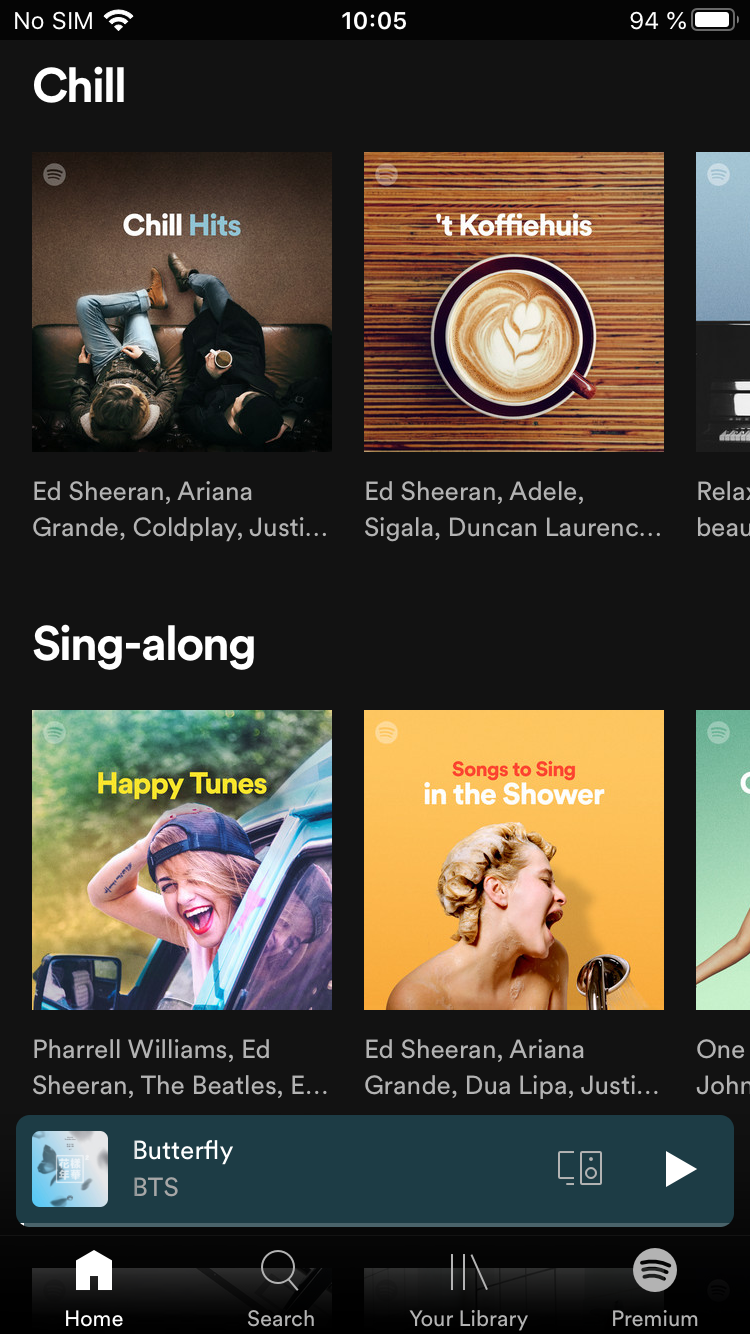 No SIM 10:05 94 %
Chill
Chill Hits
't Koffiehuis
Ed Sheeran, Ariana
Grande, Coldplay, Justi...
Ed Sheeran, Adele,
Sigala, Duncan Laurenc...
Relax
beau
Sing-along
Happy Tunes
Songs to Sing
in the Shower
Pharrell Williams, Ed
Sheeran, The Beatles, E...
Ed Sheeran, Ariana
Grande, Dua Lipa, Justi...
One
John
Butterfly
BTS
Home Search Your Library Premium